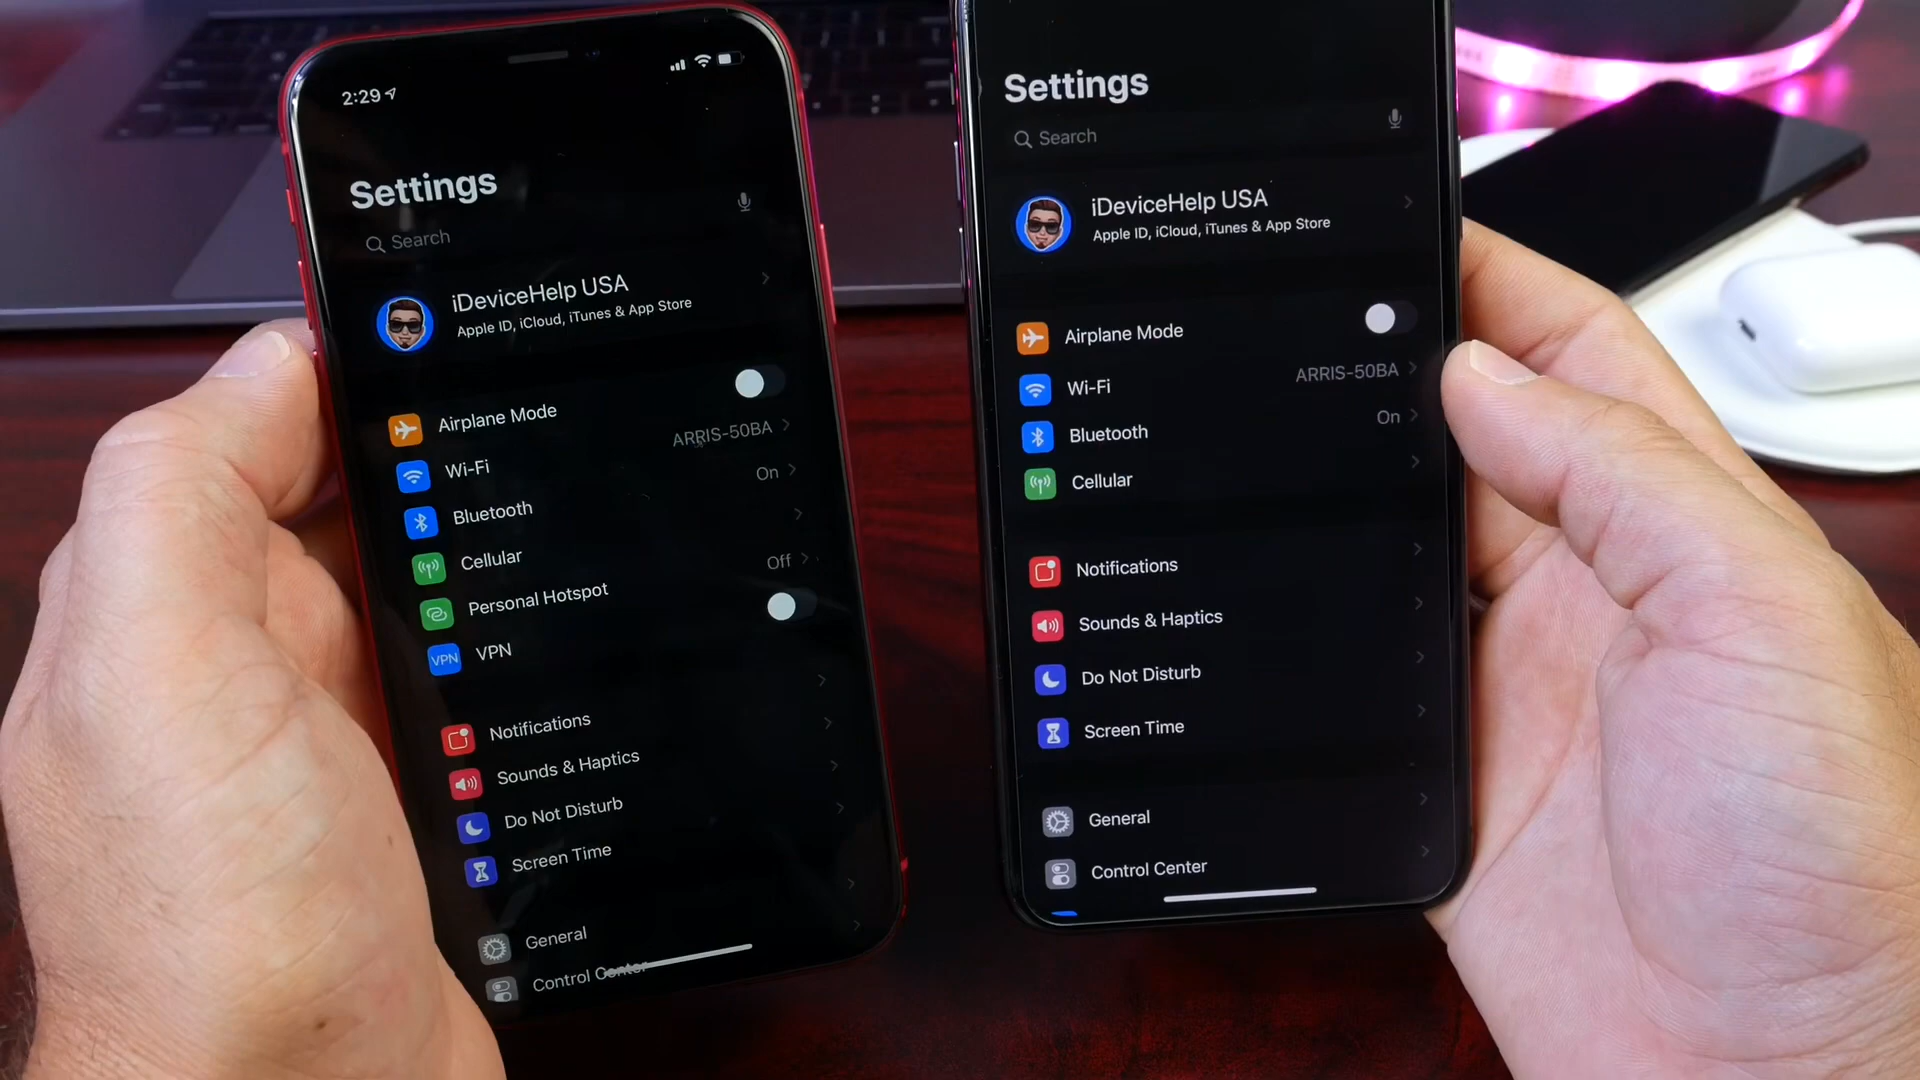 2:29
Settings
Search
iDeviceHelp USA
Apple ID, iCloud, iTunes & App Store
Airplane Mode
Wi-Fi
ARRIS-50BA
Bluetooth
On
Cellular
Personal Hotspot
Off
VPN
VPN
Notifications
Sounds & Haptics
Do Not Disturb
Screen Time
General
Control Center
Settings
Search
iDeviceHelp USA
Apple ID, iCloud, iTunes & App Store
Airplane Mode
Wi-Fi
ARRIS-50BA
Bluetooth
On
Cellular
Notifications
Sounds & Haptics
Do Not Disturb
Screen Time
General
Control Center